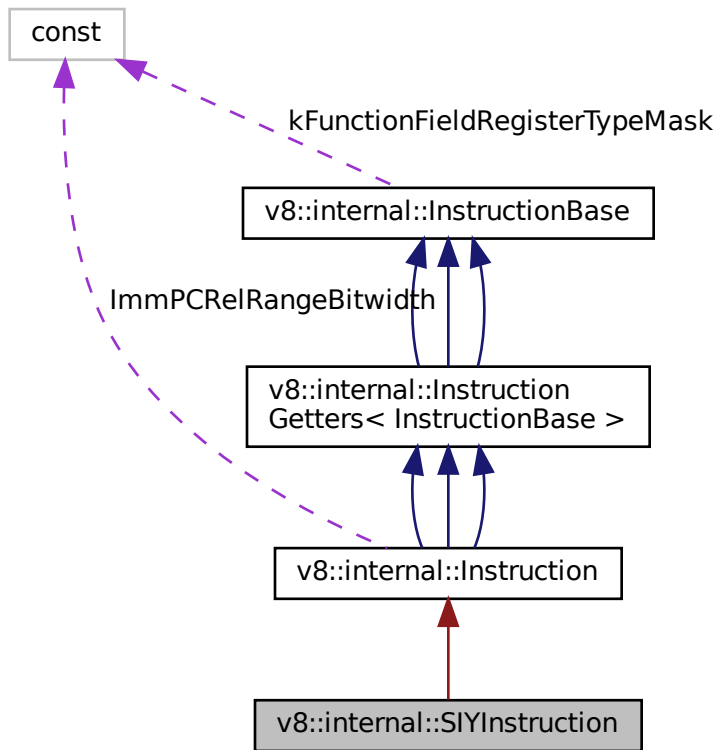 const
kFunctionFieldRegisterTypeMask
v8::internal::InstructionBase
ImmPCRelRangeBitwidth
v8::internal::Instruction
Getters< InstructionBase >
v8::internal::Instruction
v8::internal::SIYInstruction